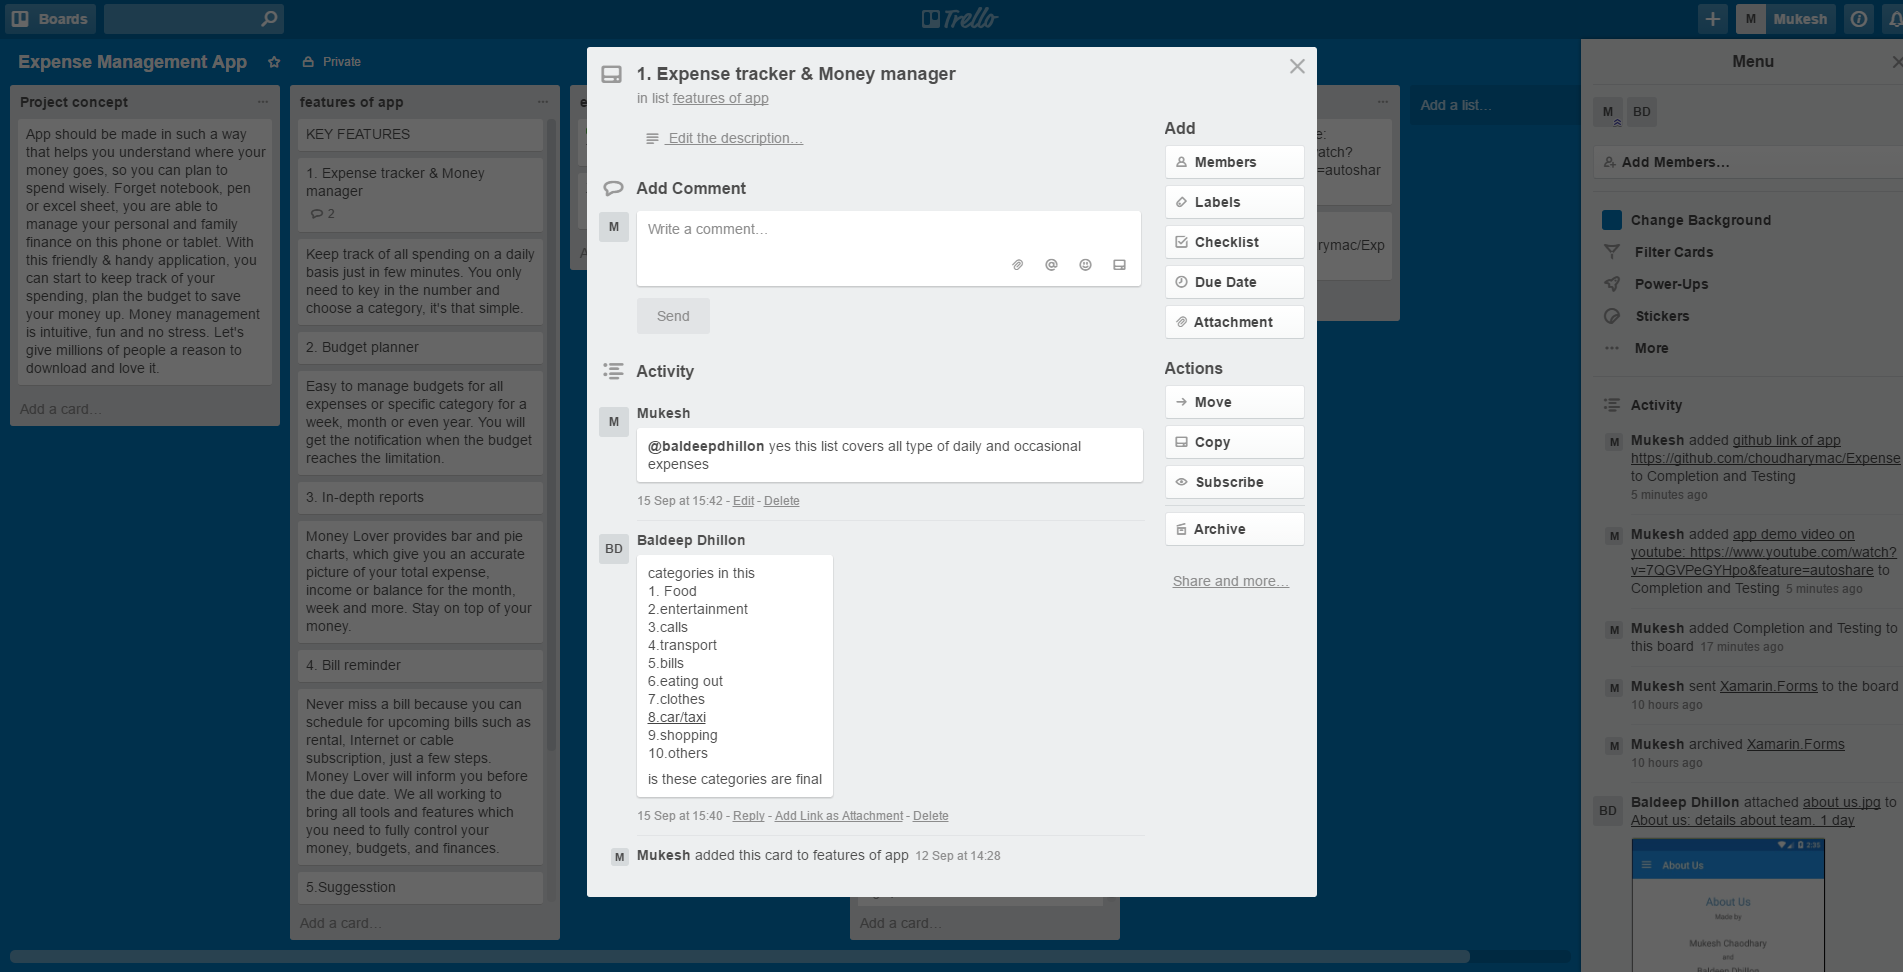 Boards
Trello
Mukesh
M
Expense Management App
Private
Project concept
App should be made in such a way
that helps you understand where your
money goes, so you can plan to
spend wisely. Forget notebook, pen
or excel sheet, you are able to
manage your personal and family
finance on this phone or tablet. With
this friendly & handy application, you
can start to keep track of your
spending, plan the budget to save
your money up. Money management
is intuitive, fun and no stress. Let's
give millions of people a reason to
download and love it.
Add a card...
features of app
KEY FEATURES
1. Expense tracker & Money
manager
2
Keep track of all spending on a daily
basis just in few minutes. You only
need to key in the number and
choose a category, it's that simple.
2. Budget planner
Easy to manage budgets for all
expenses or specific category for a
week, month or even year. You will
get the notification when the budget
reaches the limitation.
3. In-depth reports
Money Lover provides bar and pie
charts, which give you an accurate
picture of your total expense,
income or balance for the month,
week and more. Stay on top of your
money.
4. Bill reminder
Never miss a bill because you can
schedule for upcoming bills such as
rental, Internet or cable
subscription, just a few steps.
Money Lover will inform you before
the due date. We all working to
bring all tools and features which
you need to fully control your
money, budgets, and finances.
5.Suggesstion
Add a card...
1. Expense tracker & Money manager
in list features of app
Edit the description...
Add Comment
M
Write a comment...
@
Send
Activity
M
Mukesh
@baldeepdhillon yes this list covers all type of daily and occasional
expenses
15 Sep at 15:42 - Edit - Delete
BD
Baldeep Dhillon
categories in this
1. Food
2.entertainment
3.calls
4.transport
5.bills
6.eating out
7.clothes
8.car/taxi
9.shopping
10.others
is these categories are final
15 Sep at 15:40 - Reply - Add Link as Attachment - Delete
M
Mukesh added this card to features of app 12 Sep at 14:28
Add
Members
Labels
Checklist
Due Date
Attachment
Actions
Move
Copy
Subscribe
Archive
Share and more...
Add a card...
atch?
=autoshar
rymac/Exp
Add a list...
Menu
M
BD
Add Members...
Change Background
Filter Cards
Power-Ups
Stickers
More
Activity
M
Mukesh added github link of app
https://github.com/choudharymac/Expense
to Completion and Testing
5 minutes ago
M
Mukesh added app demo video on
youtube: https://www.youtube.com/watch?
v=7QGVPeGYHpo&feature=autoshare to
Completion and Testing 5 minutes ago
M
Mukesh added Completion and Testing to
this board 17 minutes ago
M
Mukesh sent Xamarin.Forms to the board
10 hours ago
M
Mukesh archived Xamarin.Forms
10 hours ago
BD
Baldeep Dhillon attached about us.jpg to
About us: details about team. 1 day
About Us
About Us
Made by
Mukesh Chaodhary
and
Baldeep Dhillon